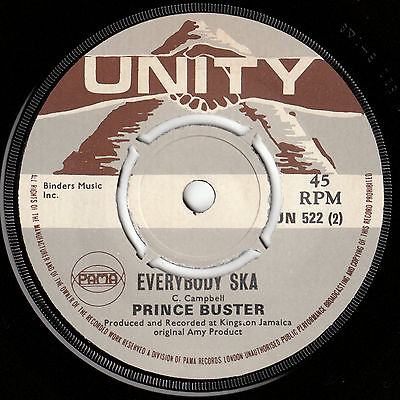 UNITY
Binders Music
Inc.
45
RPM
UN 522 (2)
PAMA
EVERYBODY SKA
C. Campbell
PRINCE BUSTER
Produced and Recorded at Kingston Jamaica
original Amy Product
ALL RIGHTS OF THE MANUFACTURER AND OF THE OWNER OF THE RECORDED WORK RESERVED A DIVISION OF PAMA RECORDS LONDON UNAUTHORISED PUBLIC PERFORMANCE BROADCASTING AND COPYING OF THIS RECORD PROHIBITED